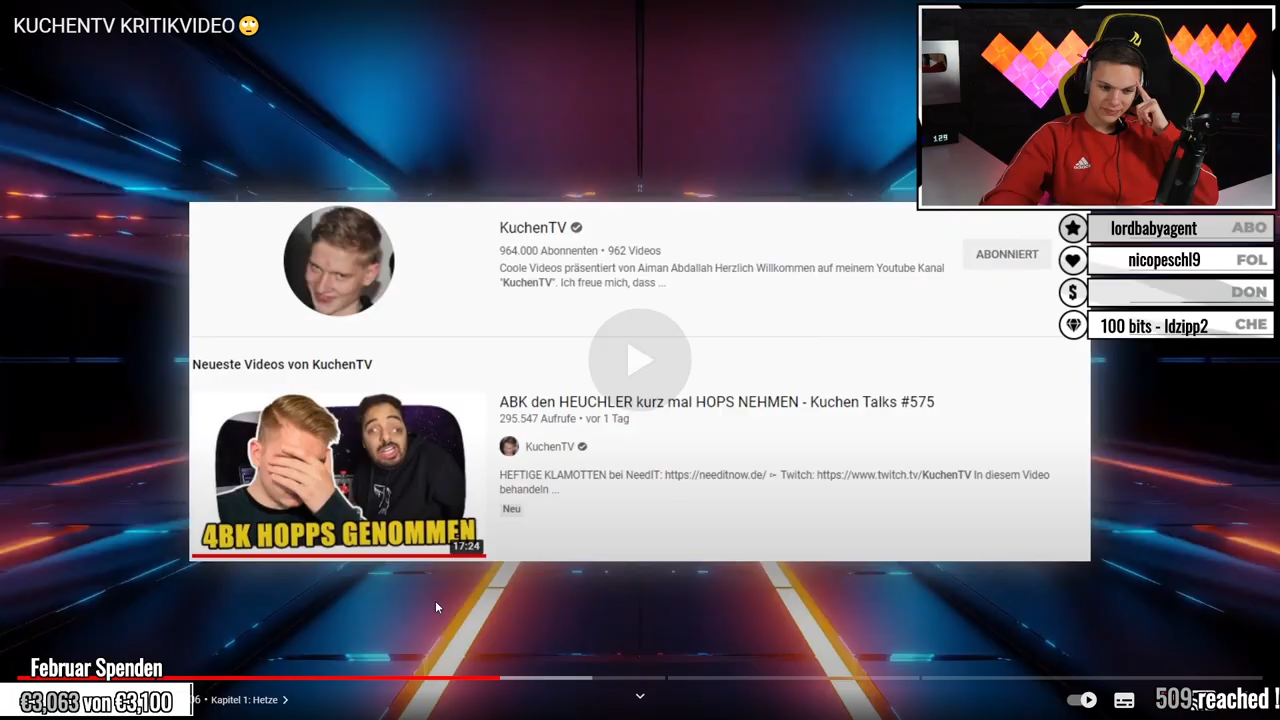 KUCHENTV KRITIKVIDEO🙄
129
KuchenTV
964.000 Abonnenten • 962 Videos
Coole Videos präsentiert von Aiman Abdallah Herzlich Willkommen auf meinem Youtube Kanal
"KuchenTV". Ich freue mich, dass ...
ABONNIERT
lordbabyagent ABO
nicopeschl9 FOL
$ DON
100 bits - ldzipp2 CHE
Neueste Videos von KuchenTV
ABK den HEUCHLER kurz mal HOPS NEHMEN - Kuchen Talks #575
295.547 Aufrufe • vor 1 Tag
KuchenTV
HEFTIGE KLAMOTTEN bei NeedIT: https://needitnow.de/ ➣ Twitch: https://www.twitch.tv/KuchenTV In diesem Video
behandeln ...
Neu
4BK HOPPS GENOMMEN
17:24
Februar Spenden
€3,063 von €3,100
• Kapitel 1: Hetze
509 reached !